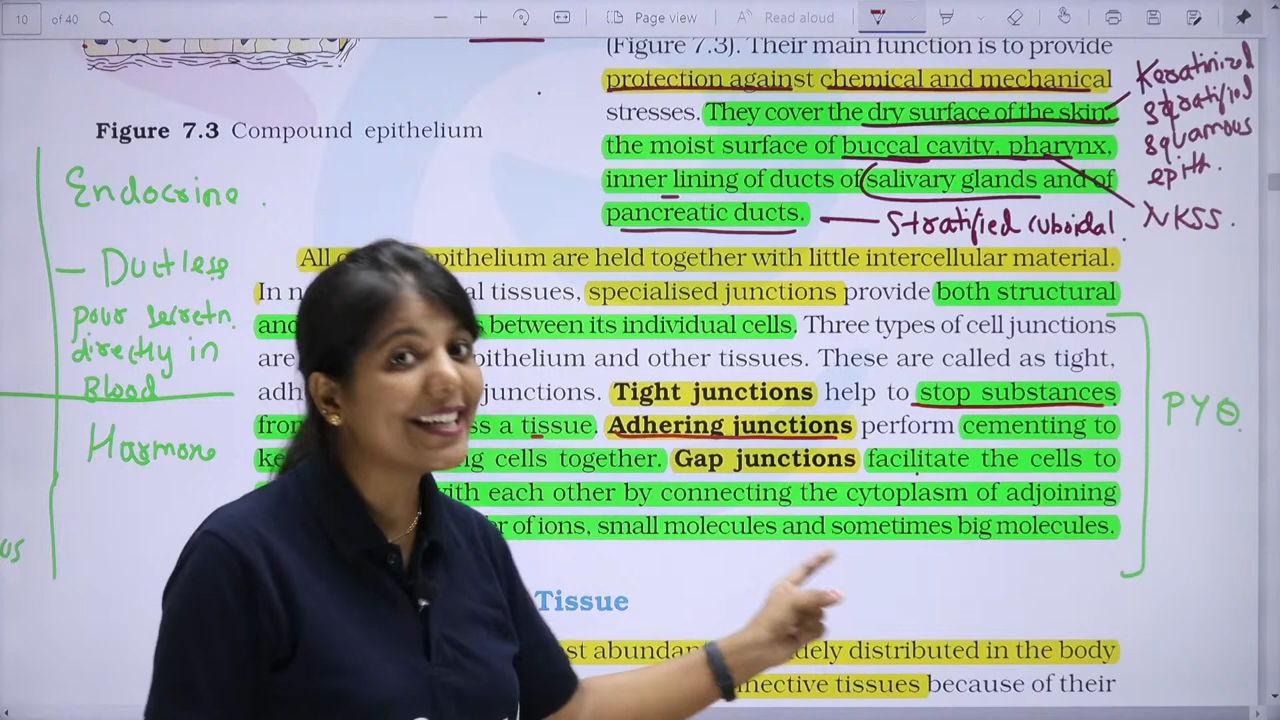 10 of 40
Page view
Read aloud
(Figure 7.3). Their main function is to provide
protection against chemical and mechanical
stresses. They cover the dry surface of the skin,
the moist surface of buccal cavity, pharynx,
inner lining of ducts of salivary glands and of
pancreatic ducts.
Keratinized
stratified
squamous
epith.
NKSS.
Stratified cuboidal.
Figure 7.3 Compound epithelium
Endocrine
- Ductless
pour secretn.
directly in
Blood
Harmone
us
All epithelium are held together with little intercellular material.
In n al tissues, specialised junctions provide both structural
and s between its individual cells. Three types of cell junctions
are epithelium and other tissues. These are called as tight,
adh junctions. Tight junctions help to stop substances
from ss a tissue. Adhering junctions perform cementing to
ke g cells together. Gap junctions facilitate the cells to
ith each other by connecting the cytoplasm of adjoining
r of ions, small molecules and sometimes big molecules.
PYQ
Tissue
st abundan dely distributed in the body
nnective tissues because of their